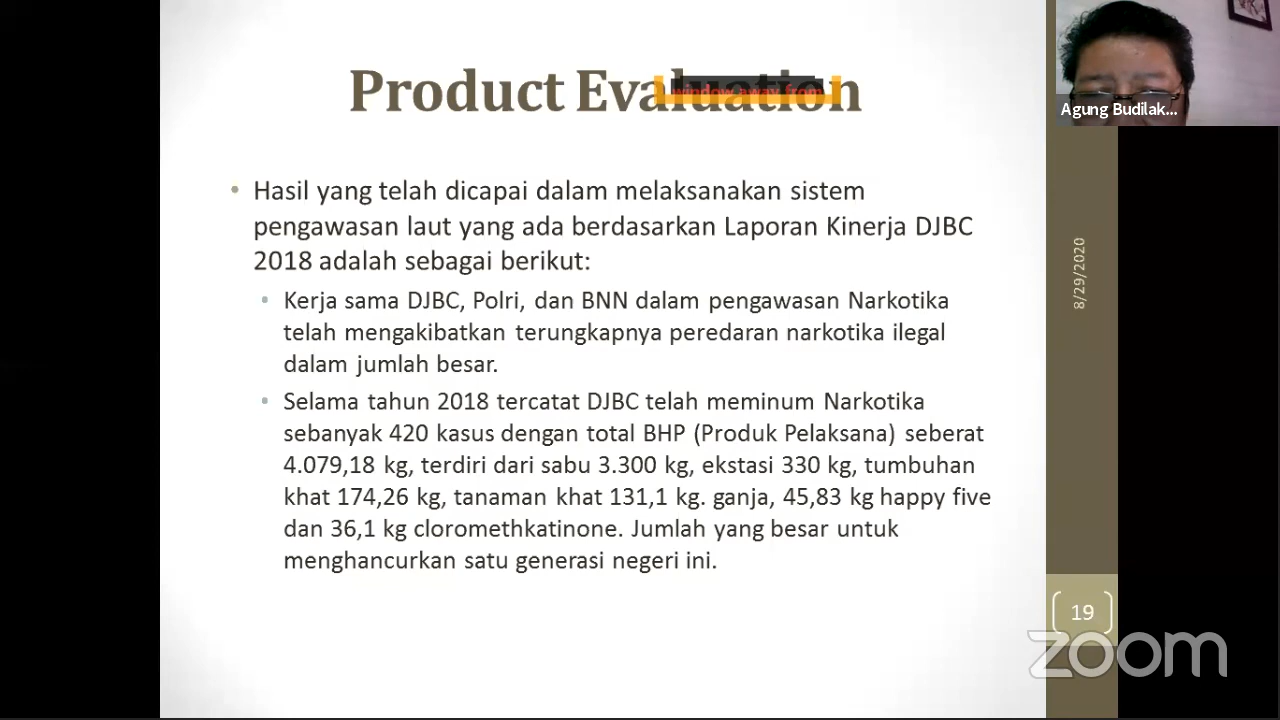 Product Evaluation
window away from
Agung Budilak...
• Hasil yang telah dicapai dalam melaksanakan sistem
pengawasan laut yang ada berdasarkan Laporan Kinerja DJBC
2018 adalah sebagai berikut:
• Kerja sama DJBC, Polri, dan BNN dalam pengawasan Narkotika
telah mengakibatkan terungkapnya peredaran narkotika ilegal
dalam jumlah besar.
• Selama tahun 2018 tercatat DJBC telah meminum Narkotika
sebanyak 420 kasus dengan total BHP (Produk Pelaksana) seberat
4.079,18 kg, terdiri dari sabu 3.300 kg, ekstasi 330 kg, tumbuhan
khat 174,26 kg, tanaman khat 131,1 kg. ganja, 45,83 kg happy five
dan 36,1 kg cloromethkatinone. Jumlah yang besar untuk
menghancurkan satu generasi negeri ini.
8/29/2020
19
zoom